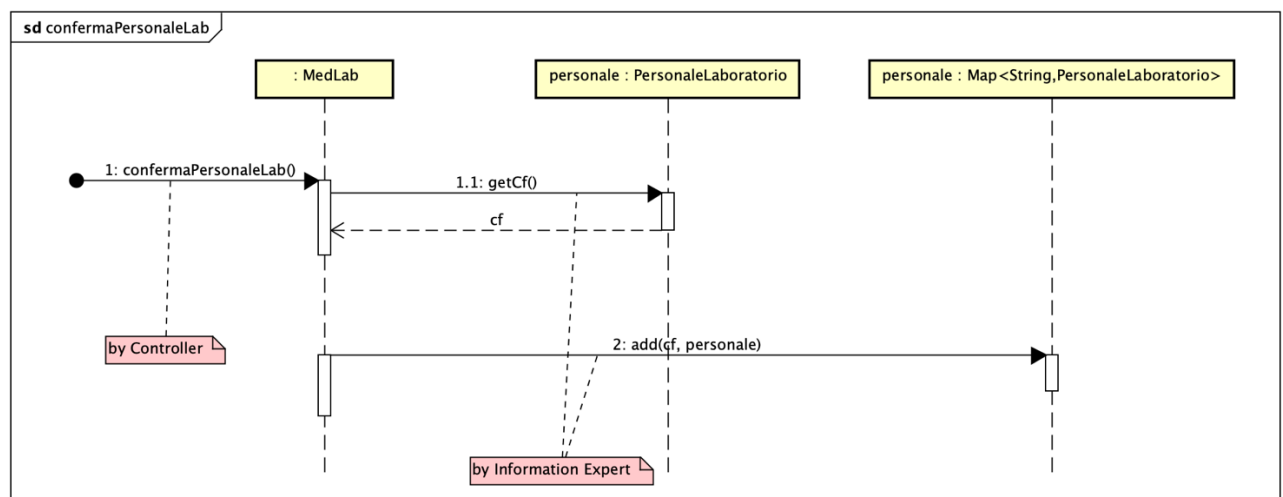 sd confermaPersonaleLab
: MedLab
personale : PersonaleLaboratorio
personale : Map<String,PersonaleLaboratorio>
1: confermaPersonaleLab()
1.1: getCf()
cf
by Controller
2: add(cf, personale)
by Information Expert